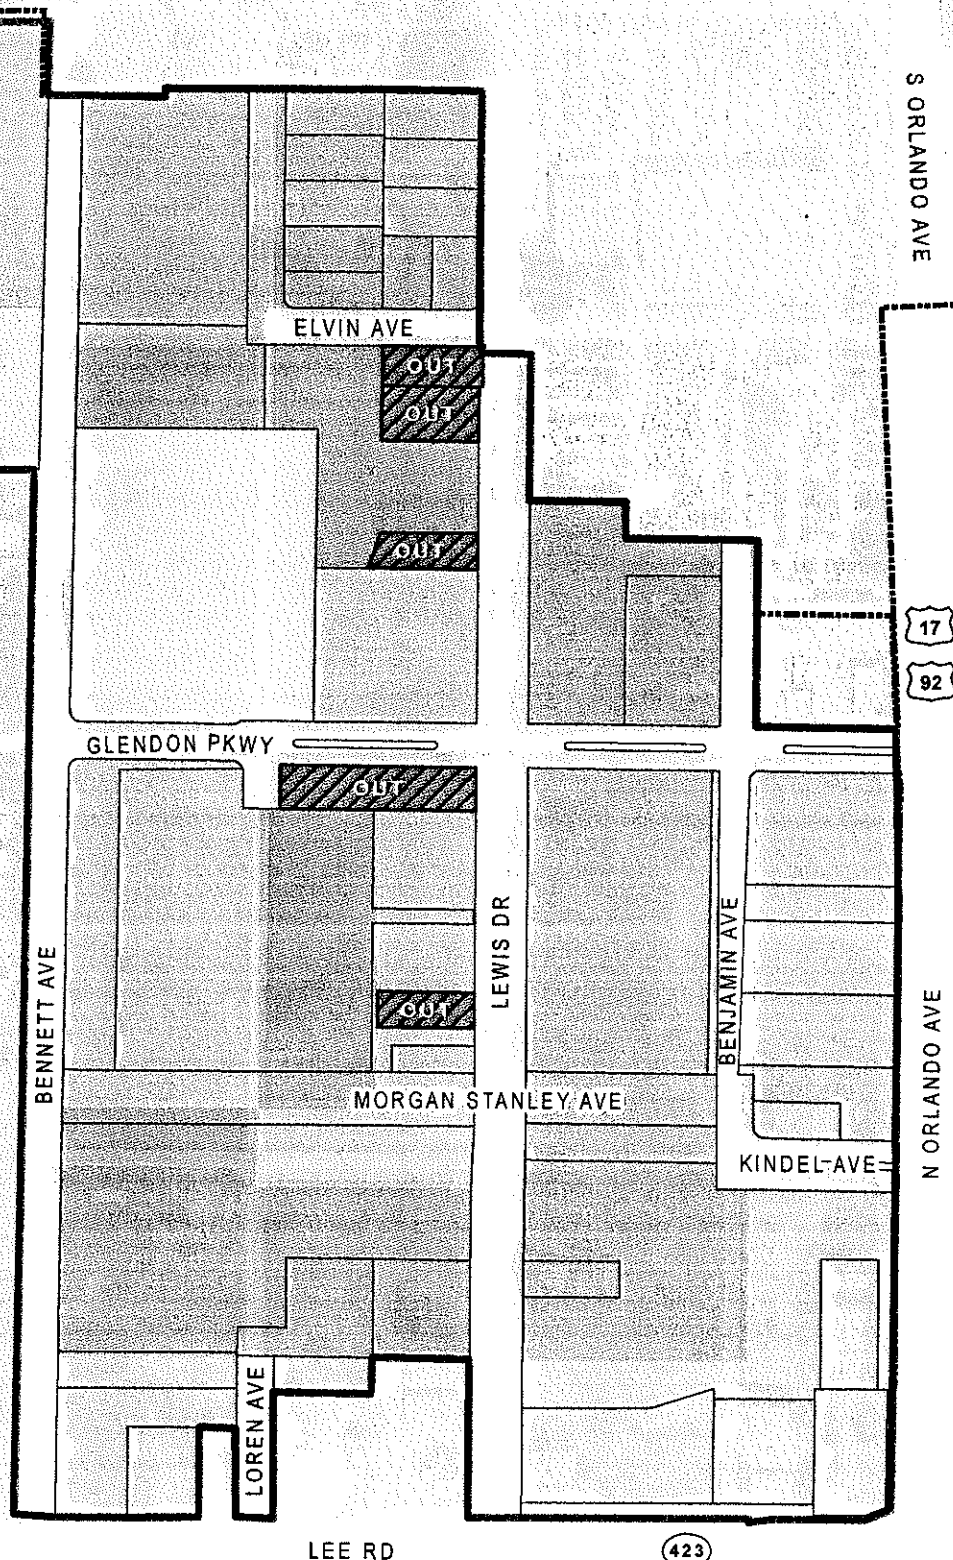 S ORLANDO AVE
ELVIN AVE
OUT
OUT
OUT
17
92
GLENDON PKWY
OUT
LEWIS DR
BENJAMIN AVE
BENNETT AVE
OUT
N ORLANDO AVE
MORGAN STANLEY AVE
KINDEL AVE
LOREN AVE
LEE RD
423